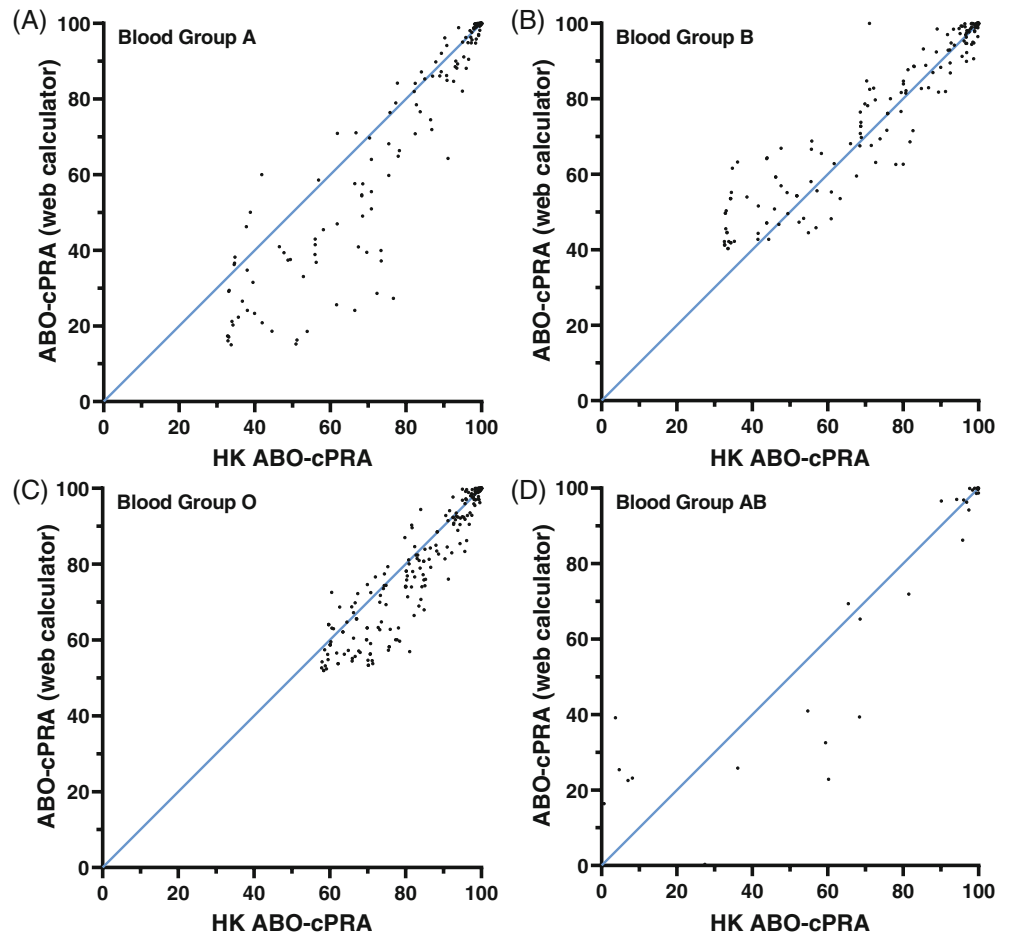 (A)
Blood Group A
100
80
60
40
20
0
ABO-cPRA (web calculator)
0 20 40 60 80 100
HK ABO-cPRA
(B)
Blood Group B
100
80
60
40
20
0
ABO-cPRA (web calculator)
0 20 40 60 80 100
HK ABO-cPRA
(C)
Blood Group O
100
80
60
40
20
0
ABO-cPRA (web calculator)
0 20 40 60 80 100
HK ABO-cPRA
(D)
Blood Group AB
100
80
60
40
20
0
ABO-cPRA (web calculator)
0 20 40 60 80 100
HK ABO-cPRA